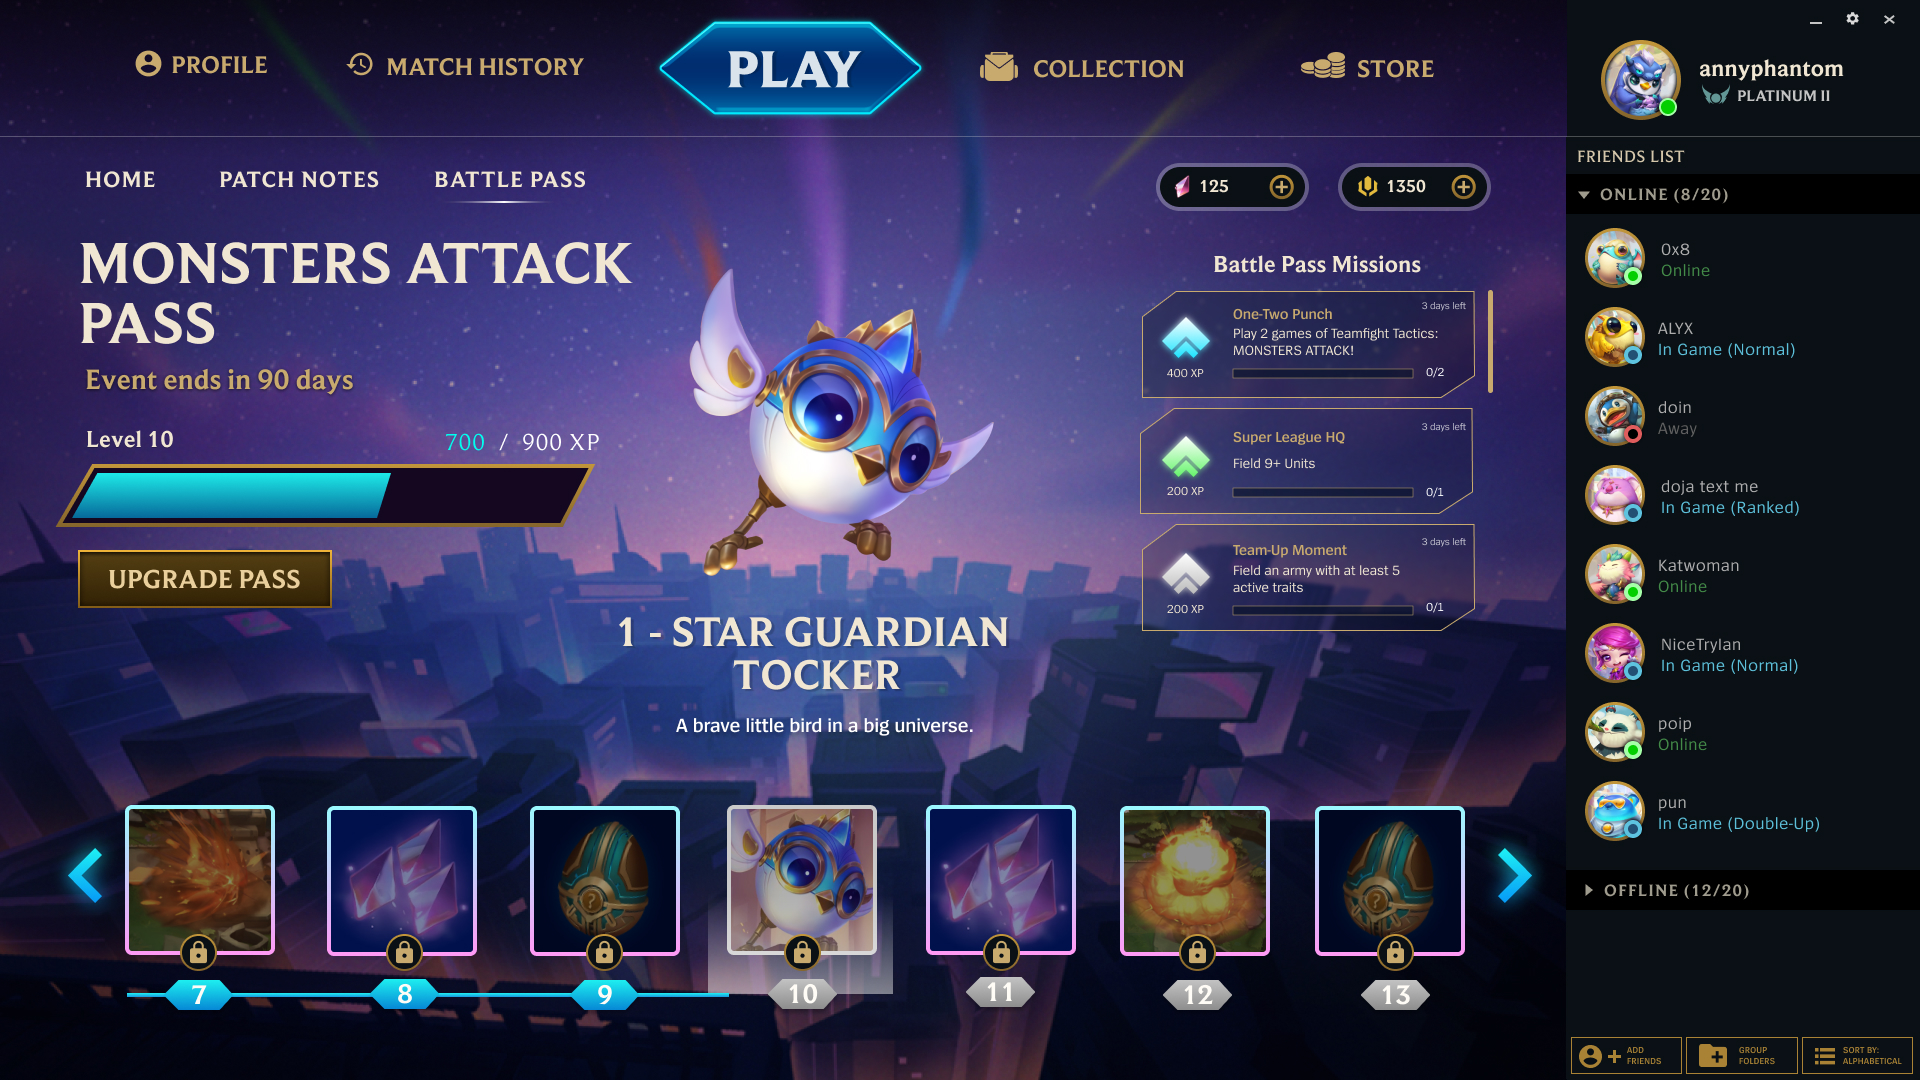 PROFILE
MATCH HISTORY
PLAY
COLLECTION
STORE
annyphantom
PLATINUM II
HOME
PATCH NOTES
BATTLE PASS
125
1350
MONSTERS ATTACK
PASS
Event ends in 90 days
Level 10
700 / 900 XP
UPGRADE PASS
1 - STAR GUARDIAN
TOCKER
A brave little bird in a big universe.
Battle Pass Missions
One-Two Punch
3 days left
Play 2 games of Teamfight Tactics:
MONSTERS ATTACK!
400 XP
0/2
Super League HQ
3 days left
Field 9+ Units
200 XP
0/1
Team-Up Moment
3 days left
Field an army with at least 5
active traits
200 XP
0/1
7
8
9
10
11
12
13
FRIENDS LIST
ONLINE (8/20)
0x8
Online
ALYX
In Game (Normal)
doin
Away
doja text me
In Game (Ranked)
Katwoman
Online
NiceTrylan
In Game (Normal)
poip
Online
pun
In Game (Double-Up)
OFFLINE (12/20)
ADD
FRIENDS
GROUP
FOLDERS
SORT BY:
ALPHABETICAL